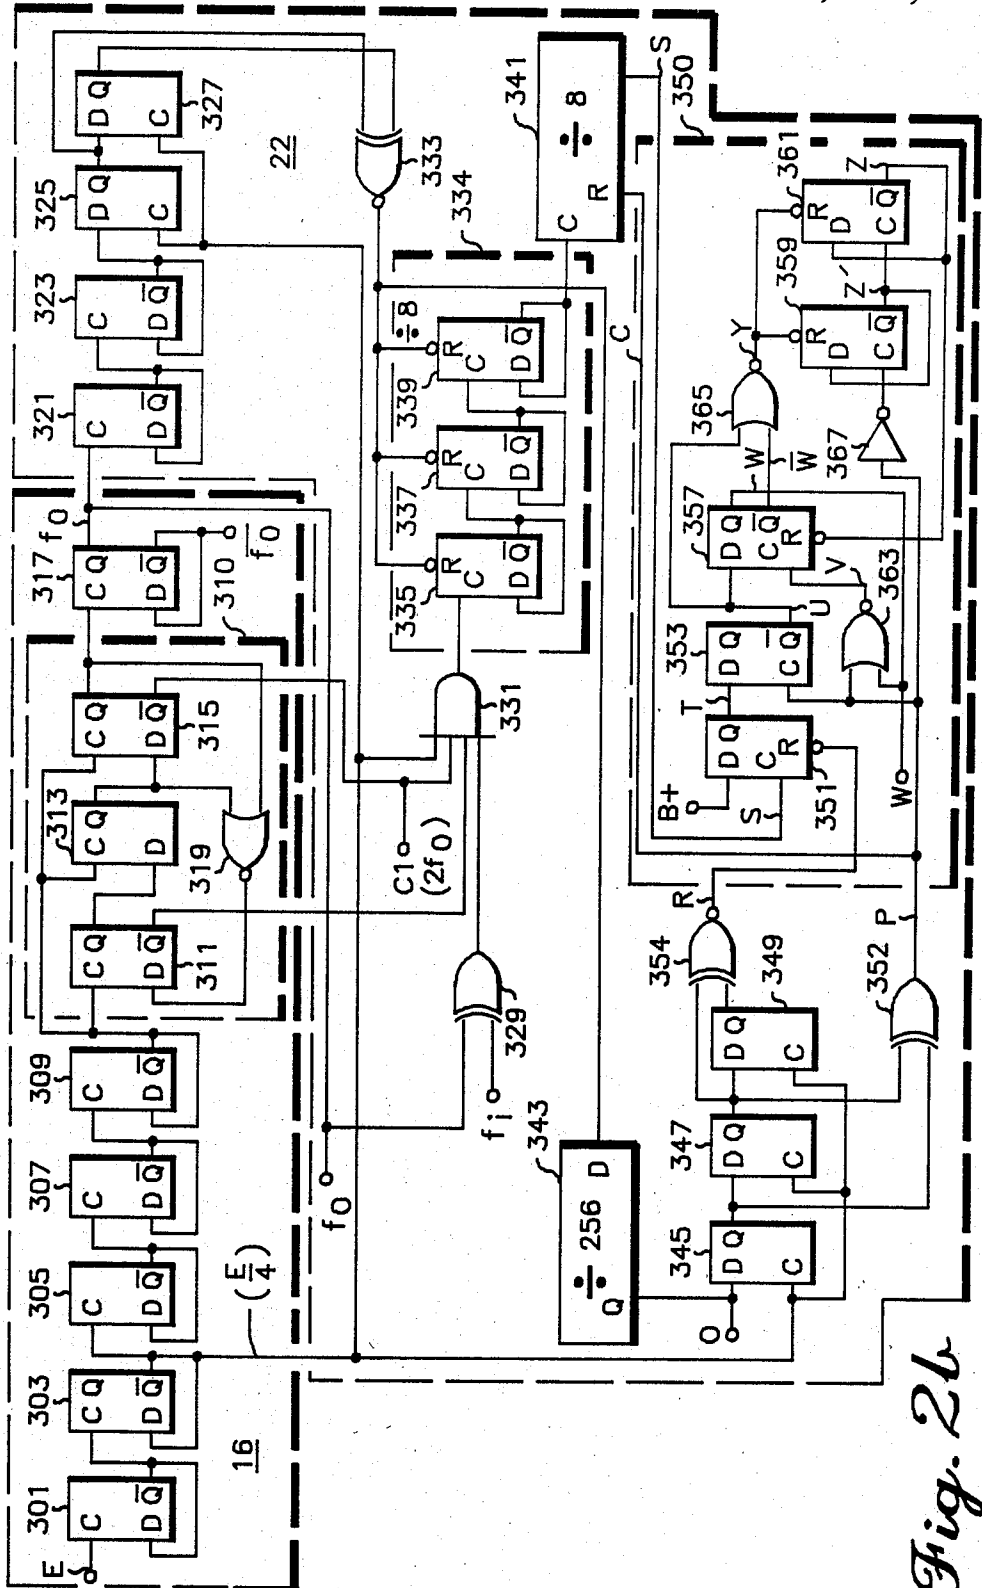 E
301
C
D Q̅
303
C Q
D Q̅
305
C
D Q̅
307
C
D Q̅
309
C
D Q̅
311
C Q
D Q̅
313
C Q
D
315
C Q
D Q̅
317
C Q
D Q̅
319
310
f0
f̅0
16
(E/4)
321
C
D Q̅
323
C
D Q̅
325
D Q
C
327
D Q
C
22
333
334
f0
fi
329
C1
(2f0)
331
335
R
C
D Q̅
337
R
C
D Q̅
339
R
C
D Q̅
÷8
341
÷ 8
C
R
S
343
÷ 256
Q
D
O
345
D Q
C
347
D Q
C
349
D Q
C
354
R
352
P
350
C
B+
S
351
D Q
C
R
T
353
D Q
C Q̅
U
V
363
357
D Q
C Q̅
R
W
W̅
W
365
Y
367
359
R
D
C Q̅
Z'
361
R
D
C Q̅
Z
Fig. 2b